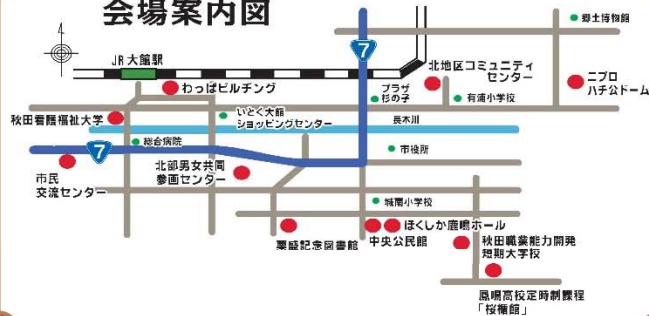 会場案内図
郷土博物館
7
JR大館駅
北地区コミュニティ
センター
ニプロ
ハチ公ドーム
わっぱビルヂング
プラザ
杉の子
有浦小学校
いとく大館
ショッピングセンター
秋田看護福祉大学
長木川
総合病院
市役所
7
北部男女共同
参画センター
市民
交流センター
城南小学校
ほくしか鹿鳴ホール
中央公民館
栗盛記念図書館
秋田職業能力開発
短期大学校
鳳鳴高校定時制課程
「桜櫛館」